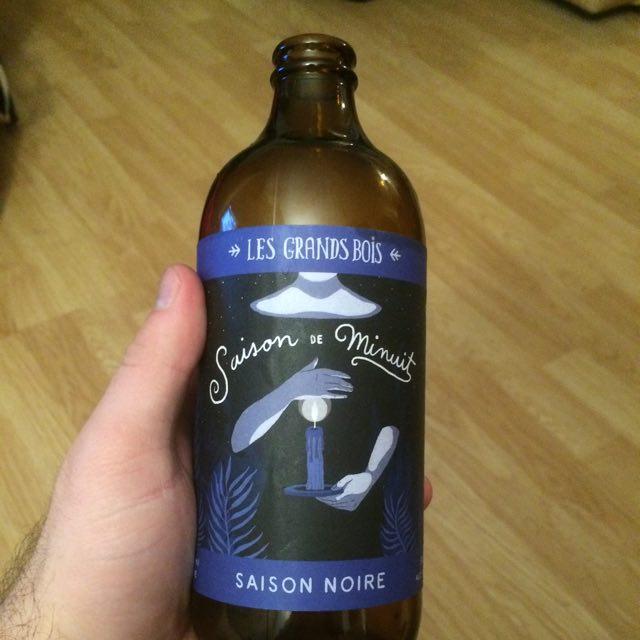 LES GRANDS BOIS
Saison DE Minuit
SAISON NOIRE